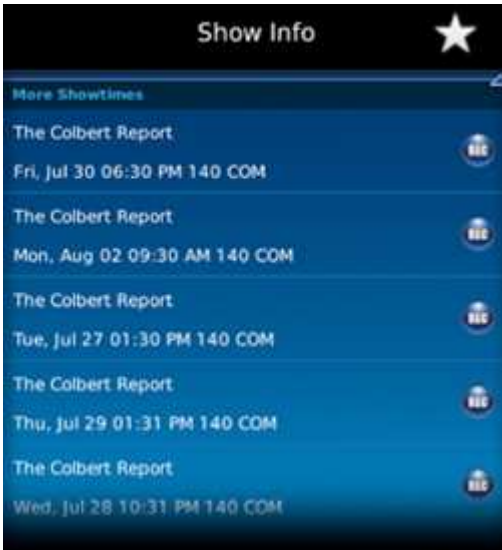 Show Info
More Showtimes
The Colbert Report
Fri, Jul 30 06:30 PM 140 COM
The Colbert Report
Mon, Aug 02 09:30 AM 140 COM
The Colbert Report
Tue, Jul 27 01:30 PM 140 COM
The Colbert Report
Thu, Jul 29 01:31 PM 140 COM
The Colbert Report
Wed, Jul 28 10:31 PM 140 COM